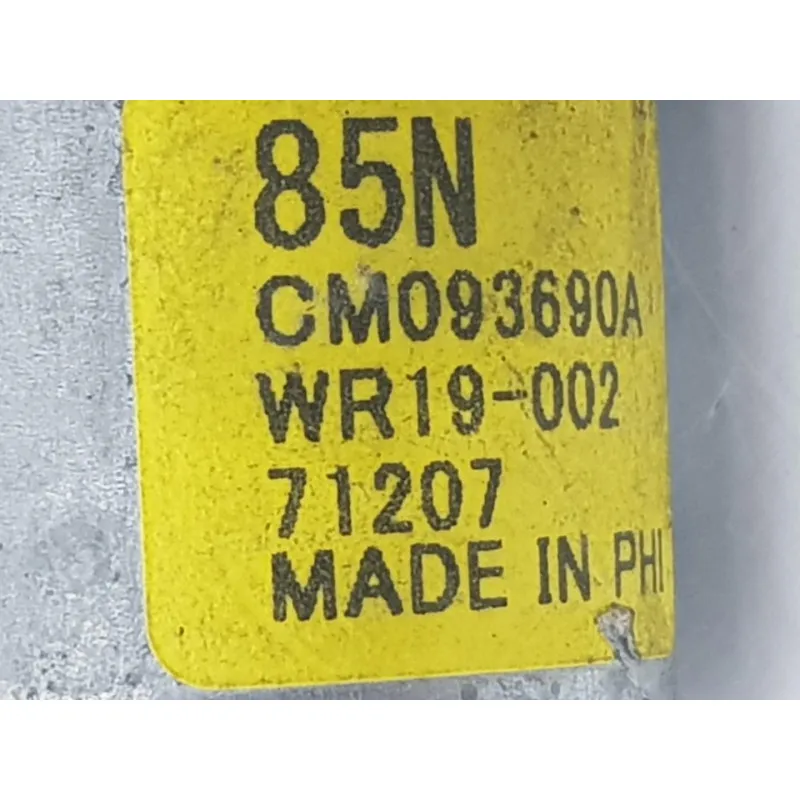 85N
CM093690A
WR19-002
71207
MADE IN PHI